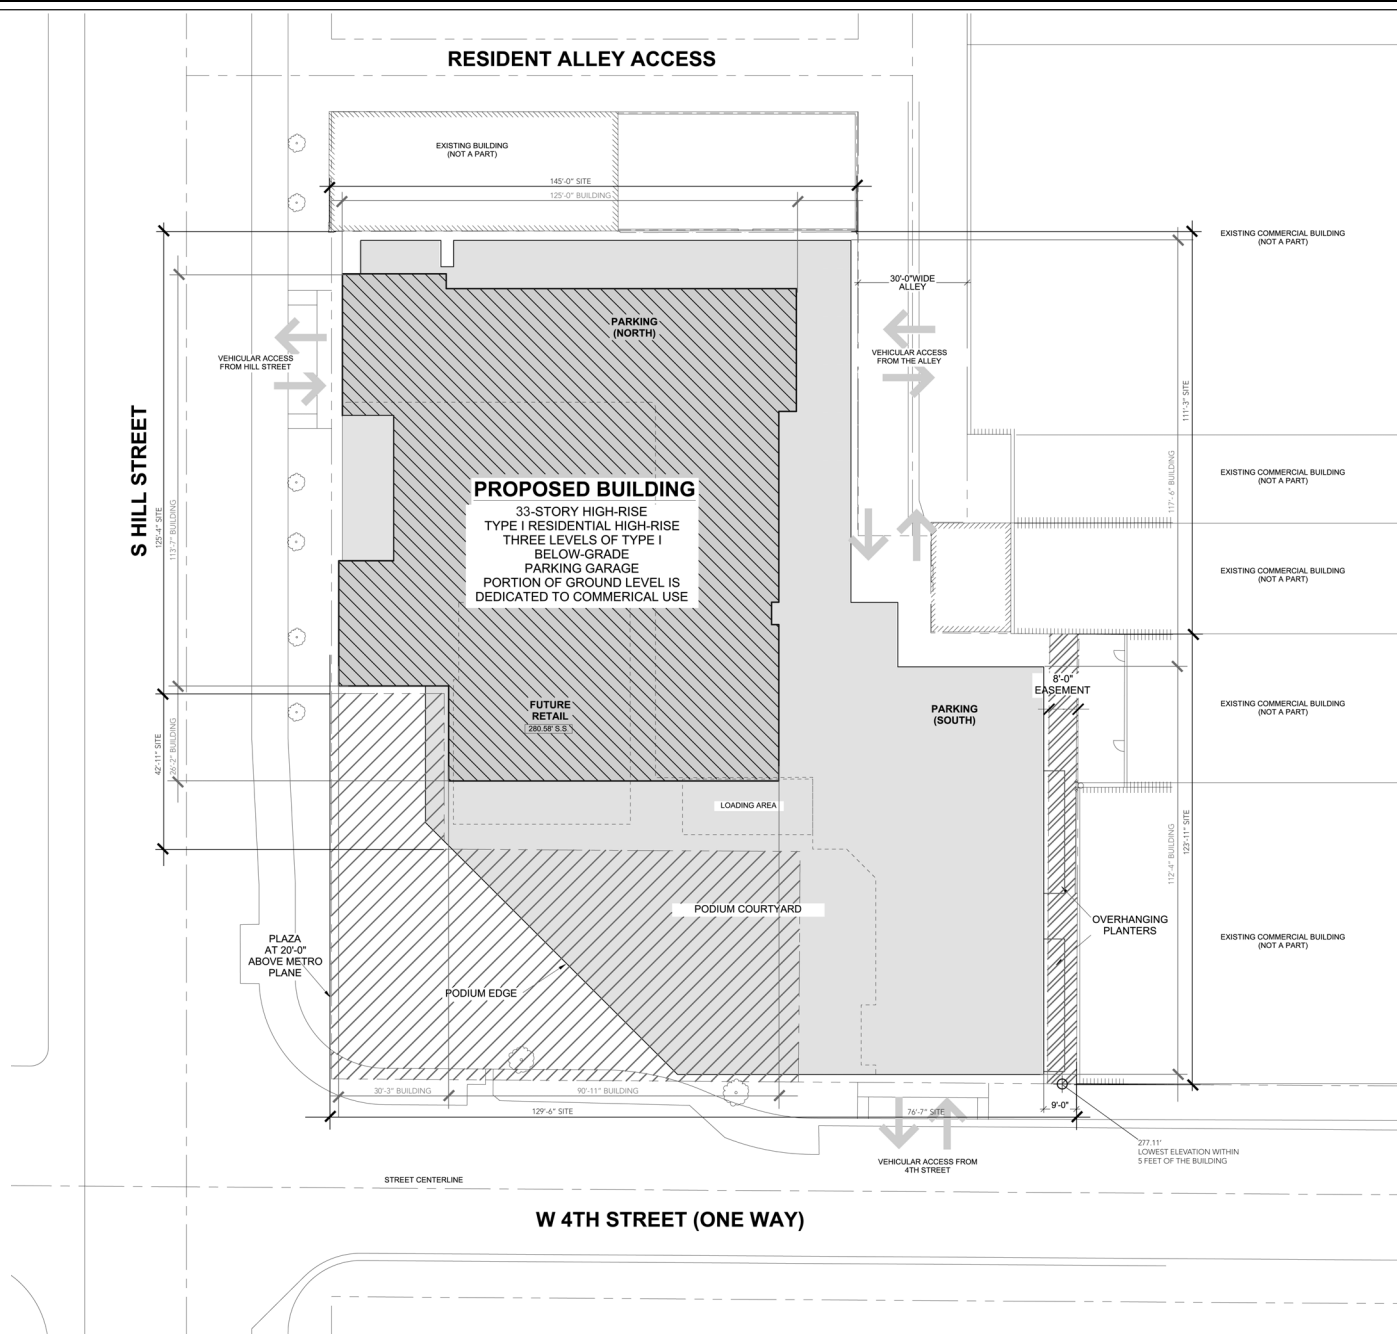 RESIDENT ALLEY ACCESS
EXISTING BUILDING
(NOT A PART)
145'-0" SITE
125'-0" BUILDING
EXISTING COMMERCIAL BUILDING
(NOT A PART)
30'-0"WIDE
ALLEY
PARKING
(NORTH)
VEHICULAR ACCESS
FROM HILL STREET
VEHICULAR ACCESS
FROM THE ALLEY
111'-3" SITE
117'- 6" BUILDING
S HILL STREET
125'-4" SITE
113'-7" BUILDING
EXISTING COMMERCIAL BUILDING
(NOT A PART)
PROPOSED BUILDING
33-STORY HIGH-RISE
TYPE I RESIDENTIAL HIGH-RISE
THREE LEVELS OF TYPE I
BELOW-GRADE
PARKING GARAGE
PORTION OF GROUND LEVEL IS
DEDICATED TO COMMERICAL USE
EXISTING COMMERCIAL BUILDING
(NOT A PART)
8'-0"
EASEMENT
FUTURE
RETAIL
280.58' S.S.
PARKING
(SOUTH)
EXISTING COMMERCIAL BUILDING
(NOT A PART)
42'-11" SITE
26'-2" BUILDING
LOADING AREA
123'-11" SITE
112'-4" BUILDING
PODIUM COURTYARD
OVERHANGING
PLANTERS
EXISTING COMMERCIAL BUILDING
(NOT A PART)
PLAZA
AT 20'-0"
ABOVE METRO
PLANE
PODIUM EDGE
30'-3" BUILDING
90'-11" BUILDING
129'-6" SITE
76'-7" SITE
9'-0"
277.11'
LOWEST ELEVATION WITHIN
5 FEET OF THE BUILDING
VEHICULAR ACCESS FROM
4TH STREET
STREET CENTERLINE
W 4TH STREET (ONE WAY)